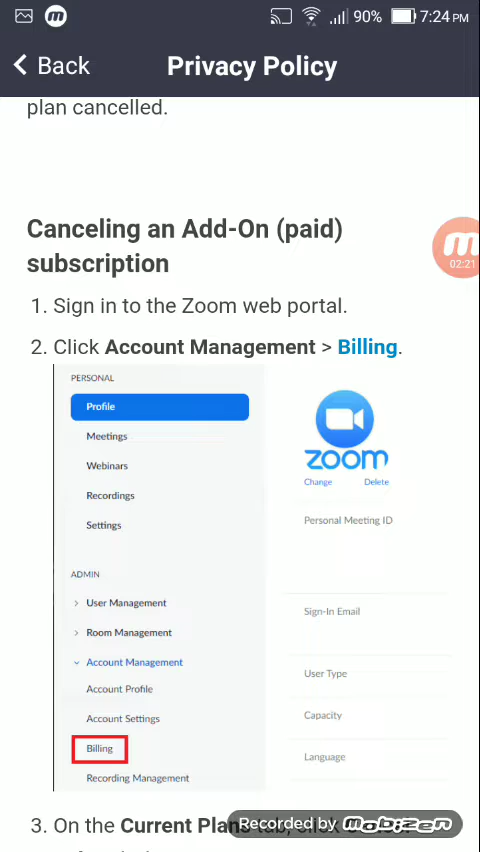 90% 7:24 PM
Back Privacy Policy
plan cancelled.
Canceling an Add-On (paid)
subscription
02:21
1. Sign in to the Zoom web portal.
2. Click Account Management > Billing.
PERSONAL
Profile
Meetings
Webinars
Recordings
Settings
ADMIN
> User Management
> Room Management
Account Management
Account Profile
Account Settings
Billing
Recording Management
zoom
Change Delete
Personal Meeting ID
Sign-In Email
User Type
Capacity
Language
3. On the Current Plans tab, click
Recorded by mobizen